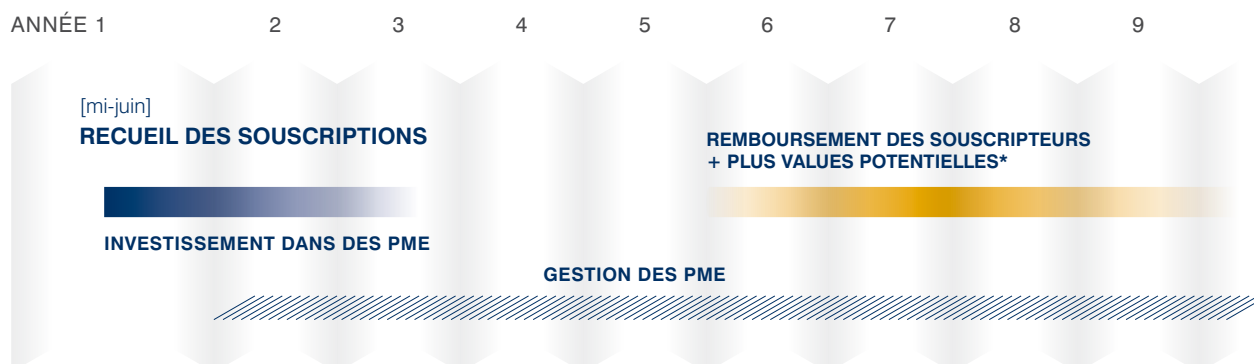 ANNÉE 1 2 3 4 5 6 7 8 9
[mi-juin]
RECUEIL DES SOUSCRIPTIONS
REMBOURSEMENT DES SOUSCRIPTEURS
+ PLUS VALUES POTENTIELLES*
INVESTISSEMENT DANS DES PME
GESTION DES PME